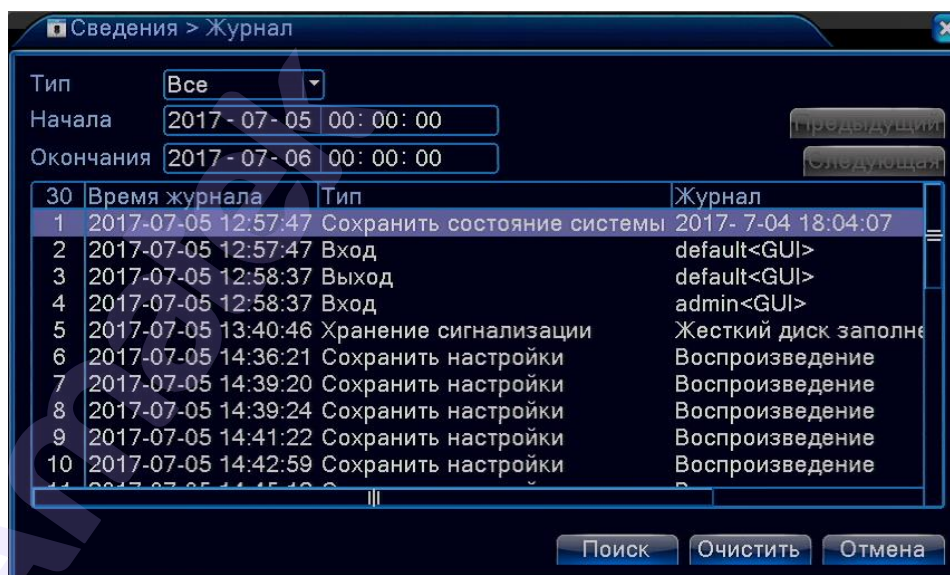 Сведения > Журнал
Тип Все
Начала 2017-07-05 00:00:00
Предыдущий
Окончания 2017-07-06 00:00:00
Следующая
30 Время журнала Тип Журнал
1 2017-07-05 12:57:47 Сохранить состояние системы 2017- 7-04 18:04:07
2 2017-07-05 12:57:47 Вход default<GUI>
3 2017-07-05 12:58:37 Выход default<GUI>
4 2017-07-05 12:58:37 Вход admin<GUI>
5 2017-07-05 13:40:46 Хранение сигнализации Жесткий диск заполне
6 2017-07-05 14:36:21 Сохранить настройки Воспроизведение
7 2017-07-05 14:39:20 Сохранить настройки Воспроизведение
8 2017-07-05 14:39:24 Сохранить настройки Воспроизведение
9 2017-07-05 14:41:22 Сохранить настройки Воспроизведение
10 2017-07-05 14:42:59 Сохранить настройки Воспроизведение
Поиск Очистить Отмена